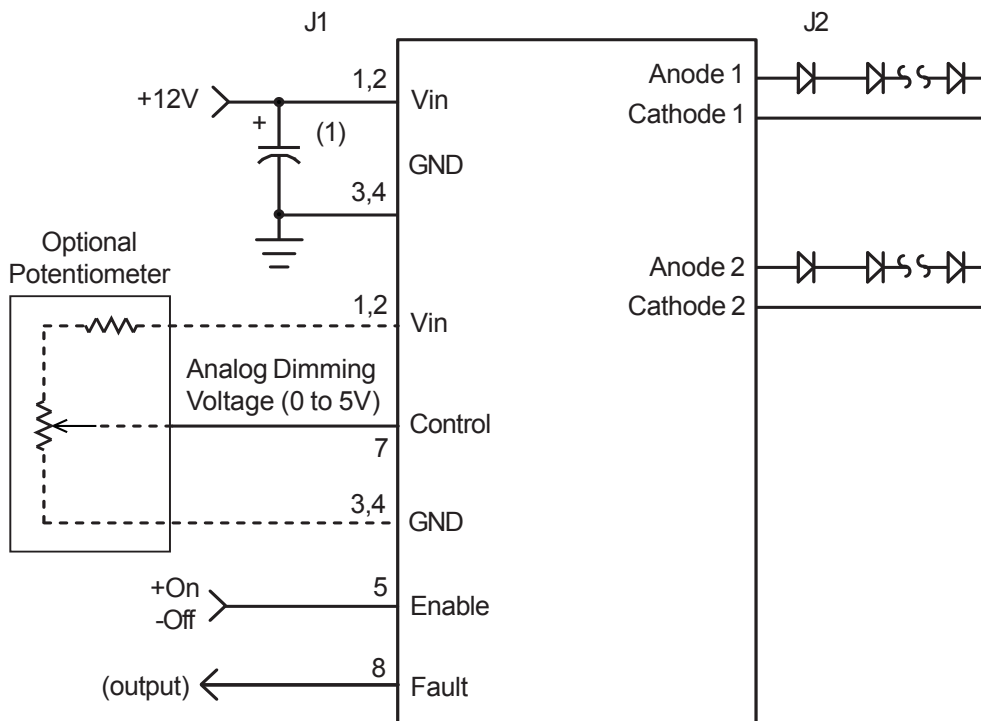 J1
J2
+12V
+
(1)
1,2
Vin
GND
3,4
Optional
Potentiometer
1,2
Vin
Analog Dimming
Voltage (0 to 5V)
Control
7
3,4
GND
+On
-Off
5
Enable
(output)
8
Fault
Anode 1
Cathode 1
Anode 2
Cathode 2